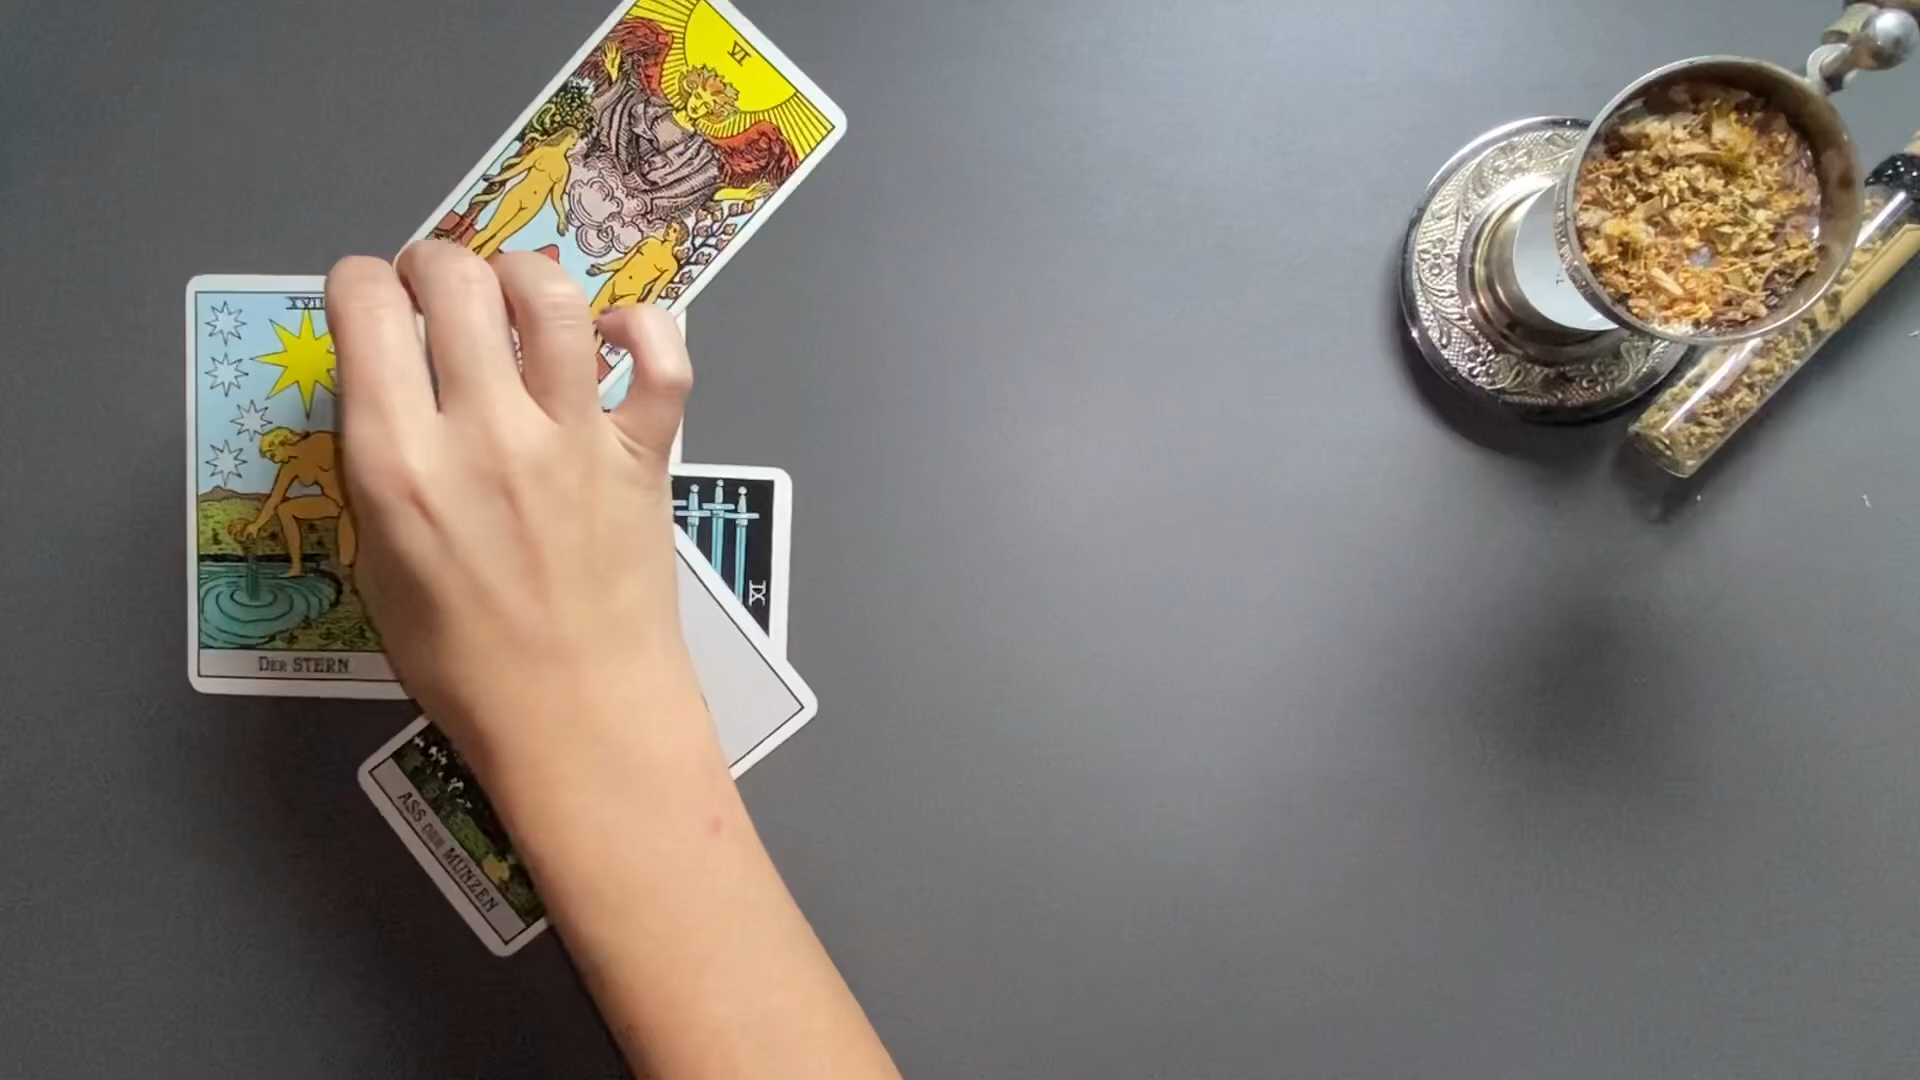 VI
DER STERN
IX
ASS DER MÜNZEN